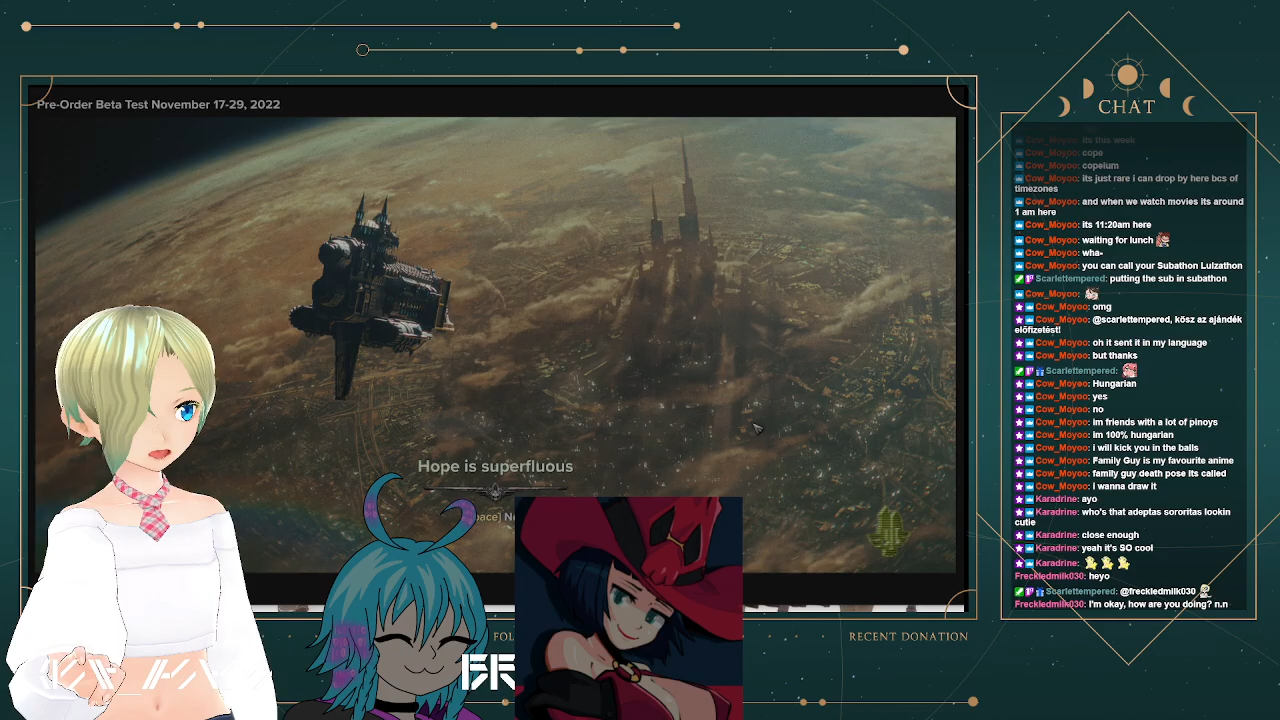 Pre-Order Beta Test November 17-29, 2022
Hope is superfluous
CHAT
Cow_Moyoo: its this week
Cow_Moyoo: cope
Cow_Moyoo: copeium
Cow_Moyoo: its just rare i can drop by here bcs of
timezones
Cow_Moyoo: and when we watch movies its around
1 am here
Cow_Moyoo: its 11:20am here
Cow_Moyoo: waiting for lunch
Cow_Moyoo: wha-
Cow_Moyoo: you can call your Subathon Lulzathon
Scarlettempered: putting the sub in subathon
Cow_Moyoo:
Cow_Moyoo: omg
Cow_Moyoo: @scarlettempered, kösz az ajándék
előfizetést!
Cow_Moyoo: oh it sent it in my language
Cow_Moyoo: but thanks
Scarlettempered:
Cow_Moyoo: Hungarian
Cow_Moyoo: yes
Cow_Moyoo: no
Cow_Moyoo: im friends with a lot of pinoys
Cow_Moyoo: im 100% hungarian
Cow_Moyoo: i will kick you in the balls
Cow_Moyoo: Family Guy is my favourite anime
Cow_Moyoo: family guy death pose its called
Cow_Moyoo: i wanna draw it
Karadrine: ayo
Karadrine: who's that adeptas sororitas lookin
cutie
Karadrine: close enough
Karadrine: yeah it's SO cool
Karadrine:
Freckledmilk030: heyo
Scarlettempered: @freckledmilk030
Freckledmilk030: I'm okay, how are you doing? n.n
RECENT DONATION